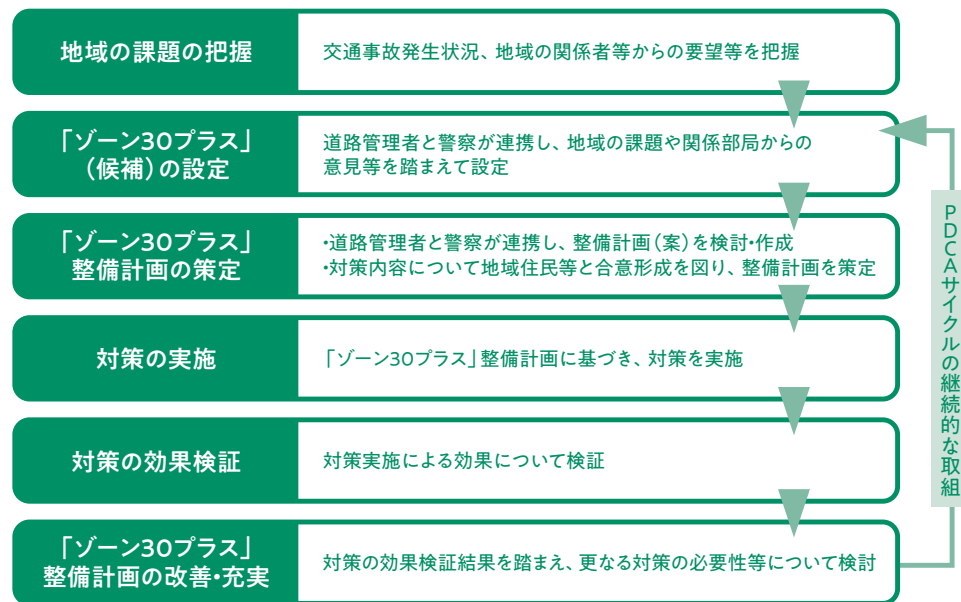 地域の課題の把握
交通事故発生状況、地域の関係者等からの要望等を把握
「ゾーン30プラス」
(候補)の設定
道路管理者と警察が連携し、地域の課題や関係部局からの
意見等を踏まえて設定
「ゾーン30プラス」
整備計画の策定
・道路管理者と警察が連携し、整備計画(案)を検討・作成
・対策内容について地域住民等と合意形成を図り、整備計画を策定
対策の実施
「ゾーン30プラス」整備計画に基づき、対策を実施
対策の効果検証
対策実施による効果について検証
「ゾーン30プラス」
整備計画の改善・充実
対策の効果検証結果を踏まえ、更なる対策の必要性等について検討
PDCAサイクルの継続的な取組